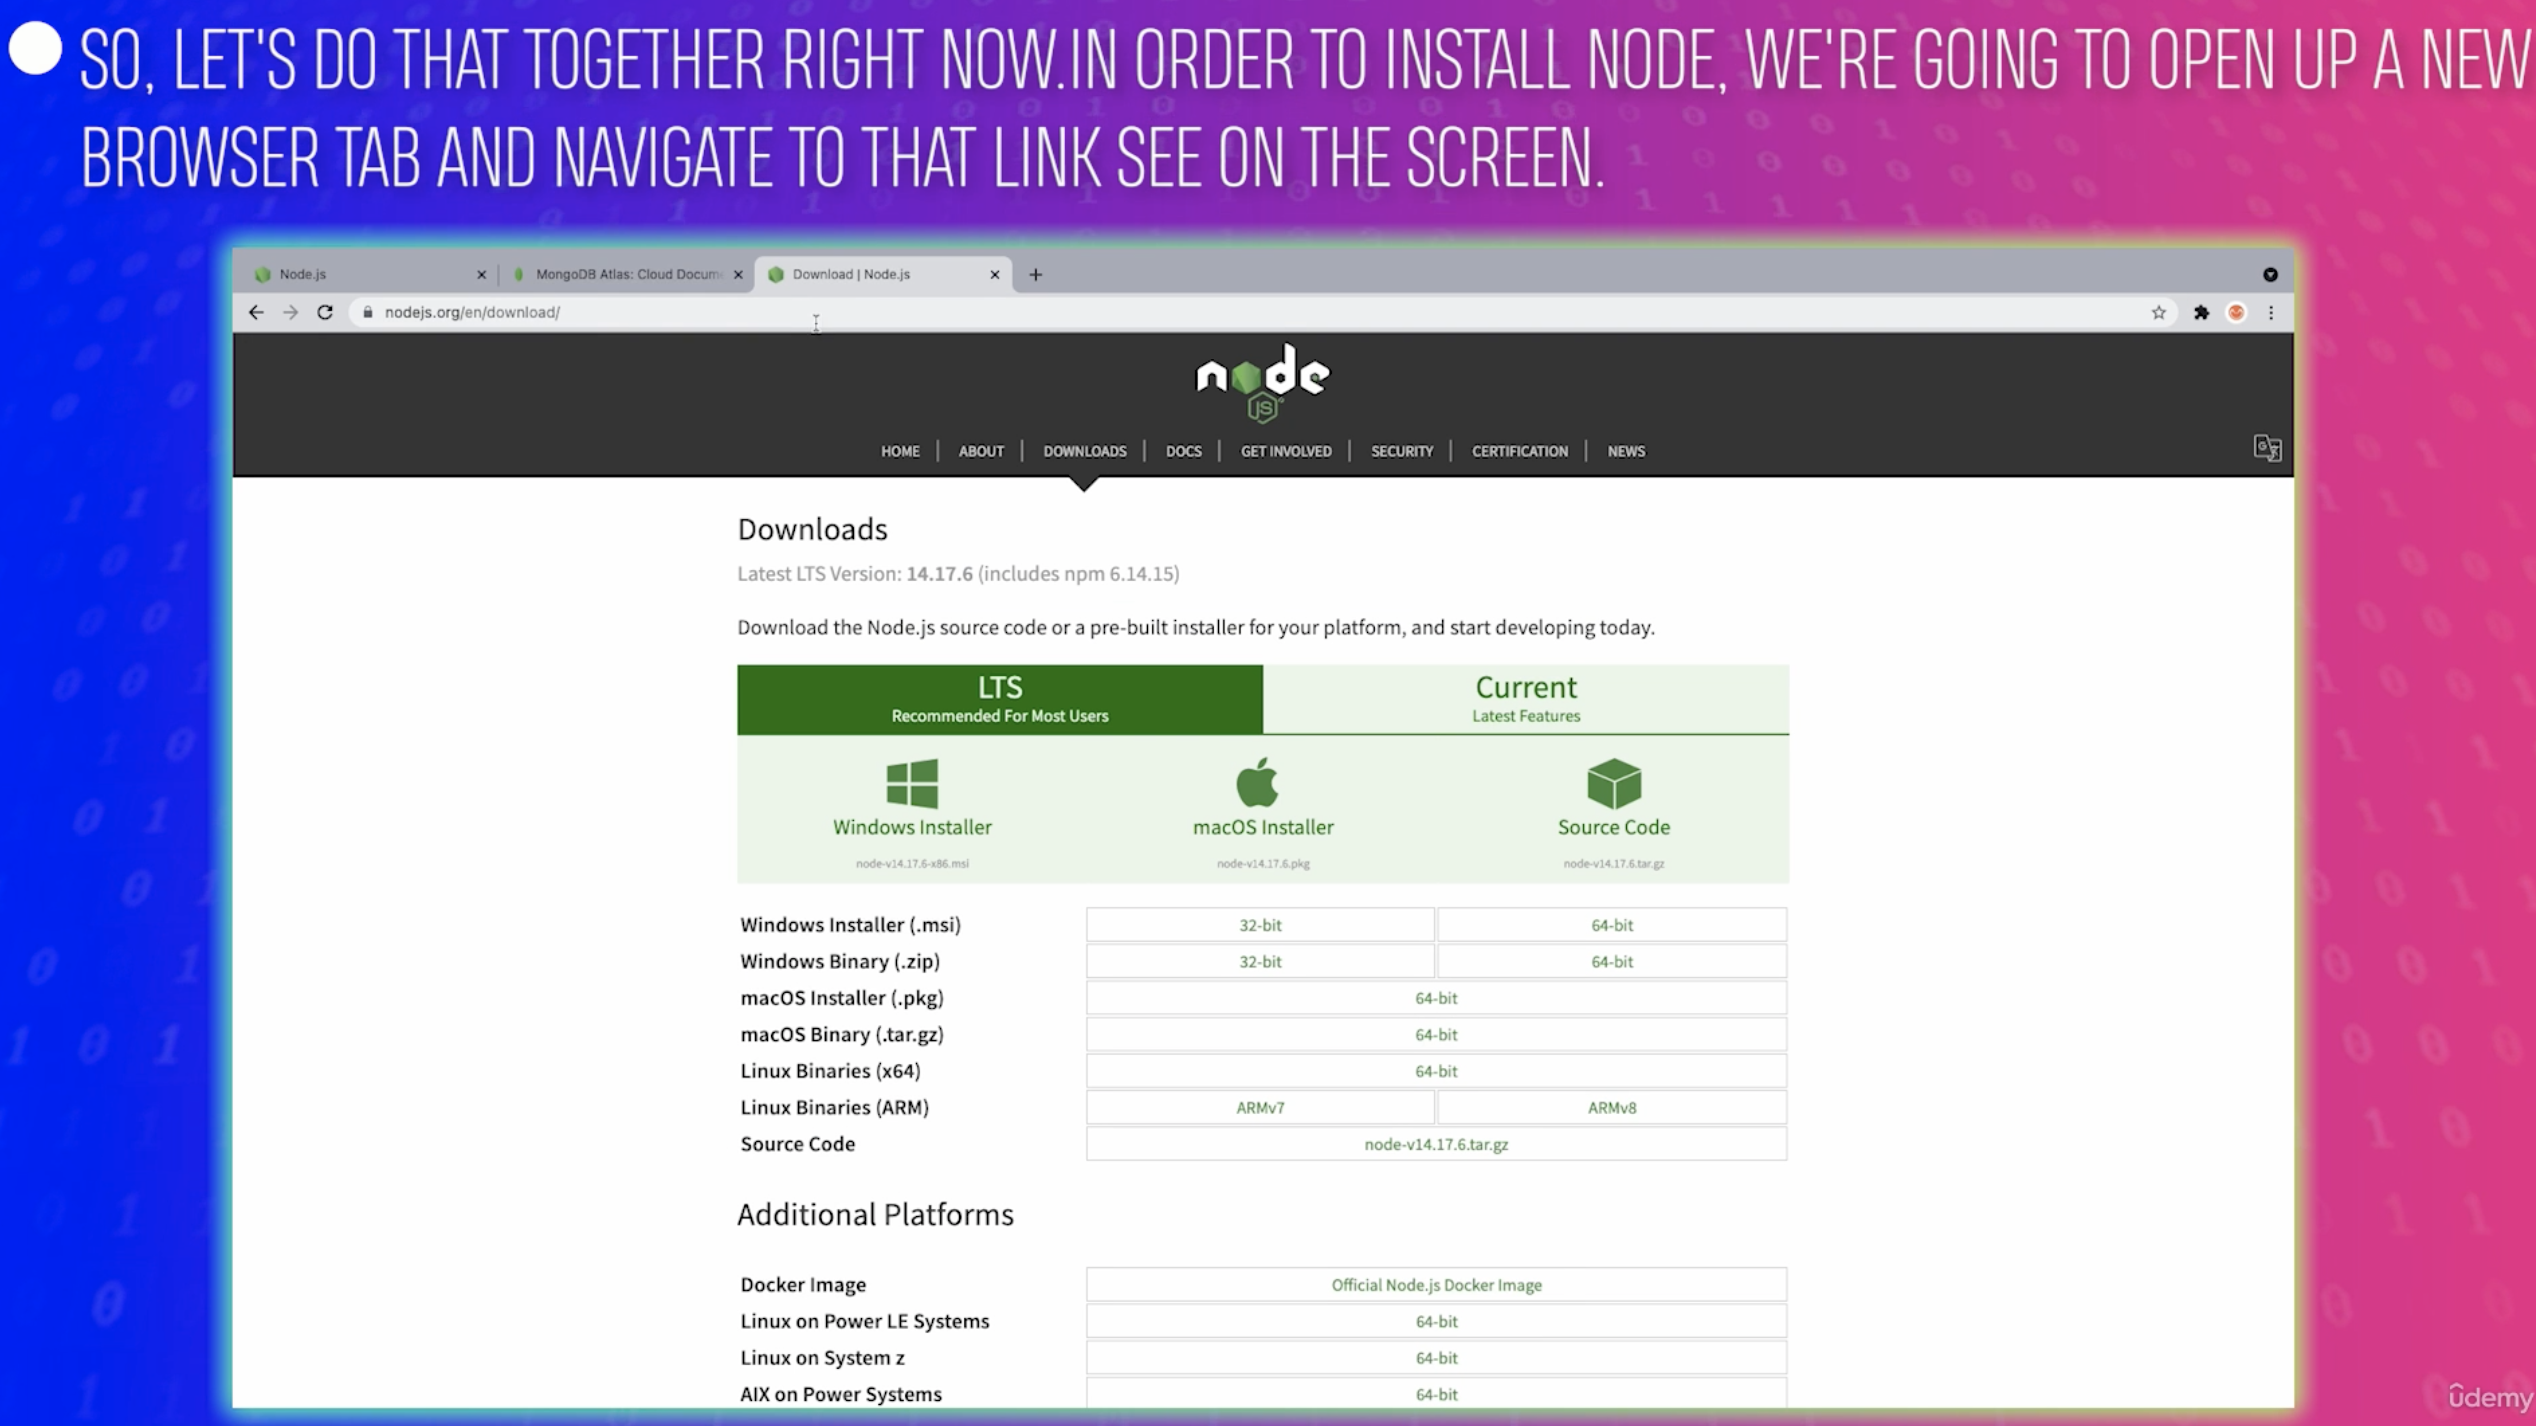 SO, LET'S DO THAT TOGETHER RIGHT NOW.IN ORDER TO INSTALL NODE, WE'RE GOING TO OPEN UP A NEW
BROWSER TAB AND NAVIGATE TO THAT LINK SEE ON THE SCREEN.
Node.js
MongoDB Atlas: Cloud Docum
Download | Node.js
nodejs.org/en/download/
node
JS
HOME | ABOUT | DOWNLOADS | DOCS | GET INVOLVED | SECURITY | CERTIFICATION | NEWS
Downloads
Latest LTS Version: 14.17.6 (includes npm 6.14.15)
Download the Node.js source code or a pre-built installer for your platform, and start developing today.
LTS
Recommended For Most Users
Current
Latest Features
Windows Installer
node-v14.17.6-x86.msi
macOS Installer
node-v14.17.6.pkg
Source Code
node-v14.17.6.tar.gz
Windows Installer (.msi) 32-bit 64-bit
Windows Binary (.zip) 32-bit 64-bit
macOS Installer (.pkg) 64-bit
macOS Binary (.tar.gz) 64-bit
Linux Binaries (x64) 64-bit
Linux Binaries (ARM) ARMv7 ARMv8
Source Code node-v14.17.6.tar.gz
Additional Platforms
Docker Image Official Node.js Docker Image
Linux on Power LE Systems 64-bit
Linux on System z 64-bit
AIX on Power Systems 64-bit
ûdemy